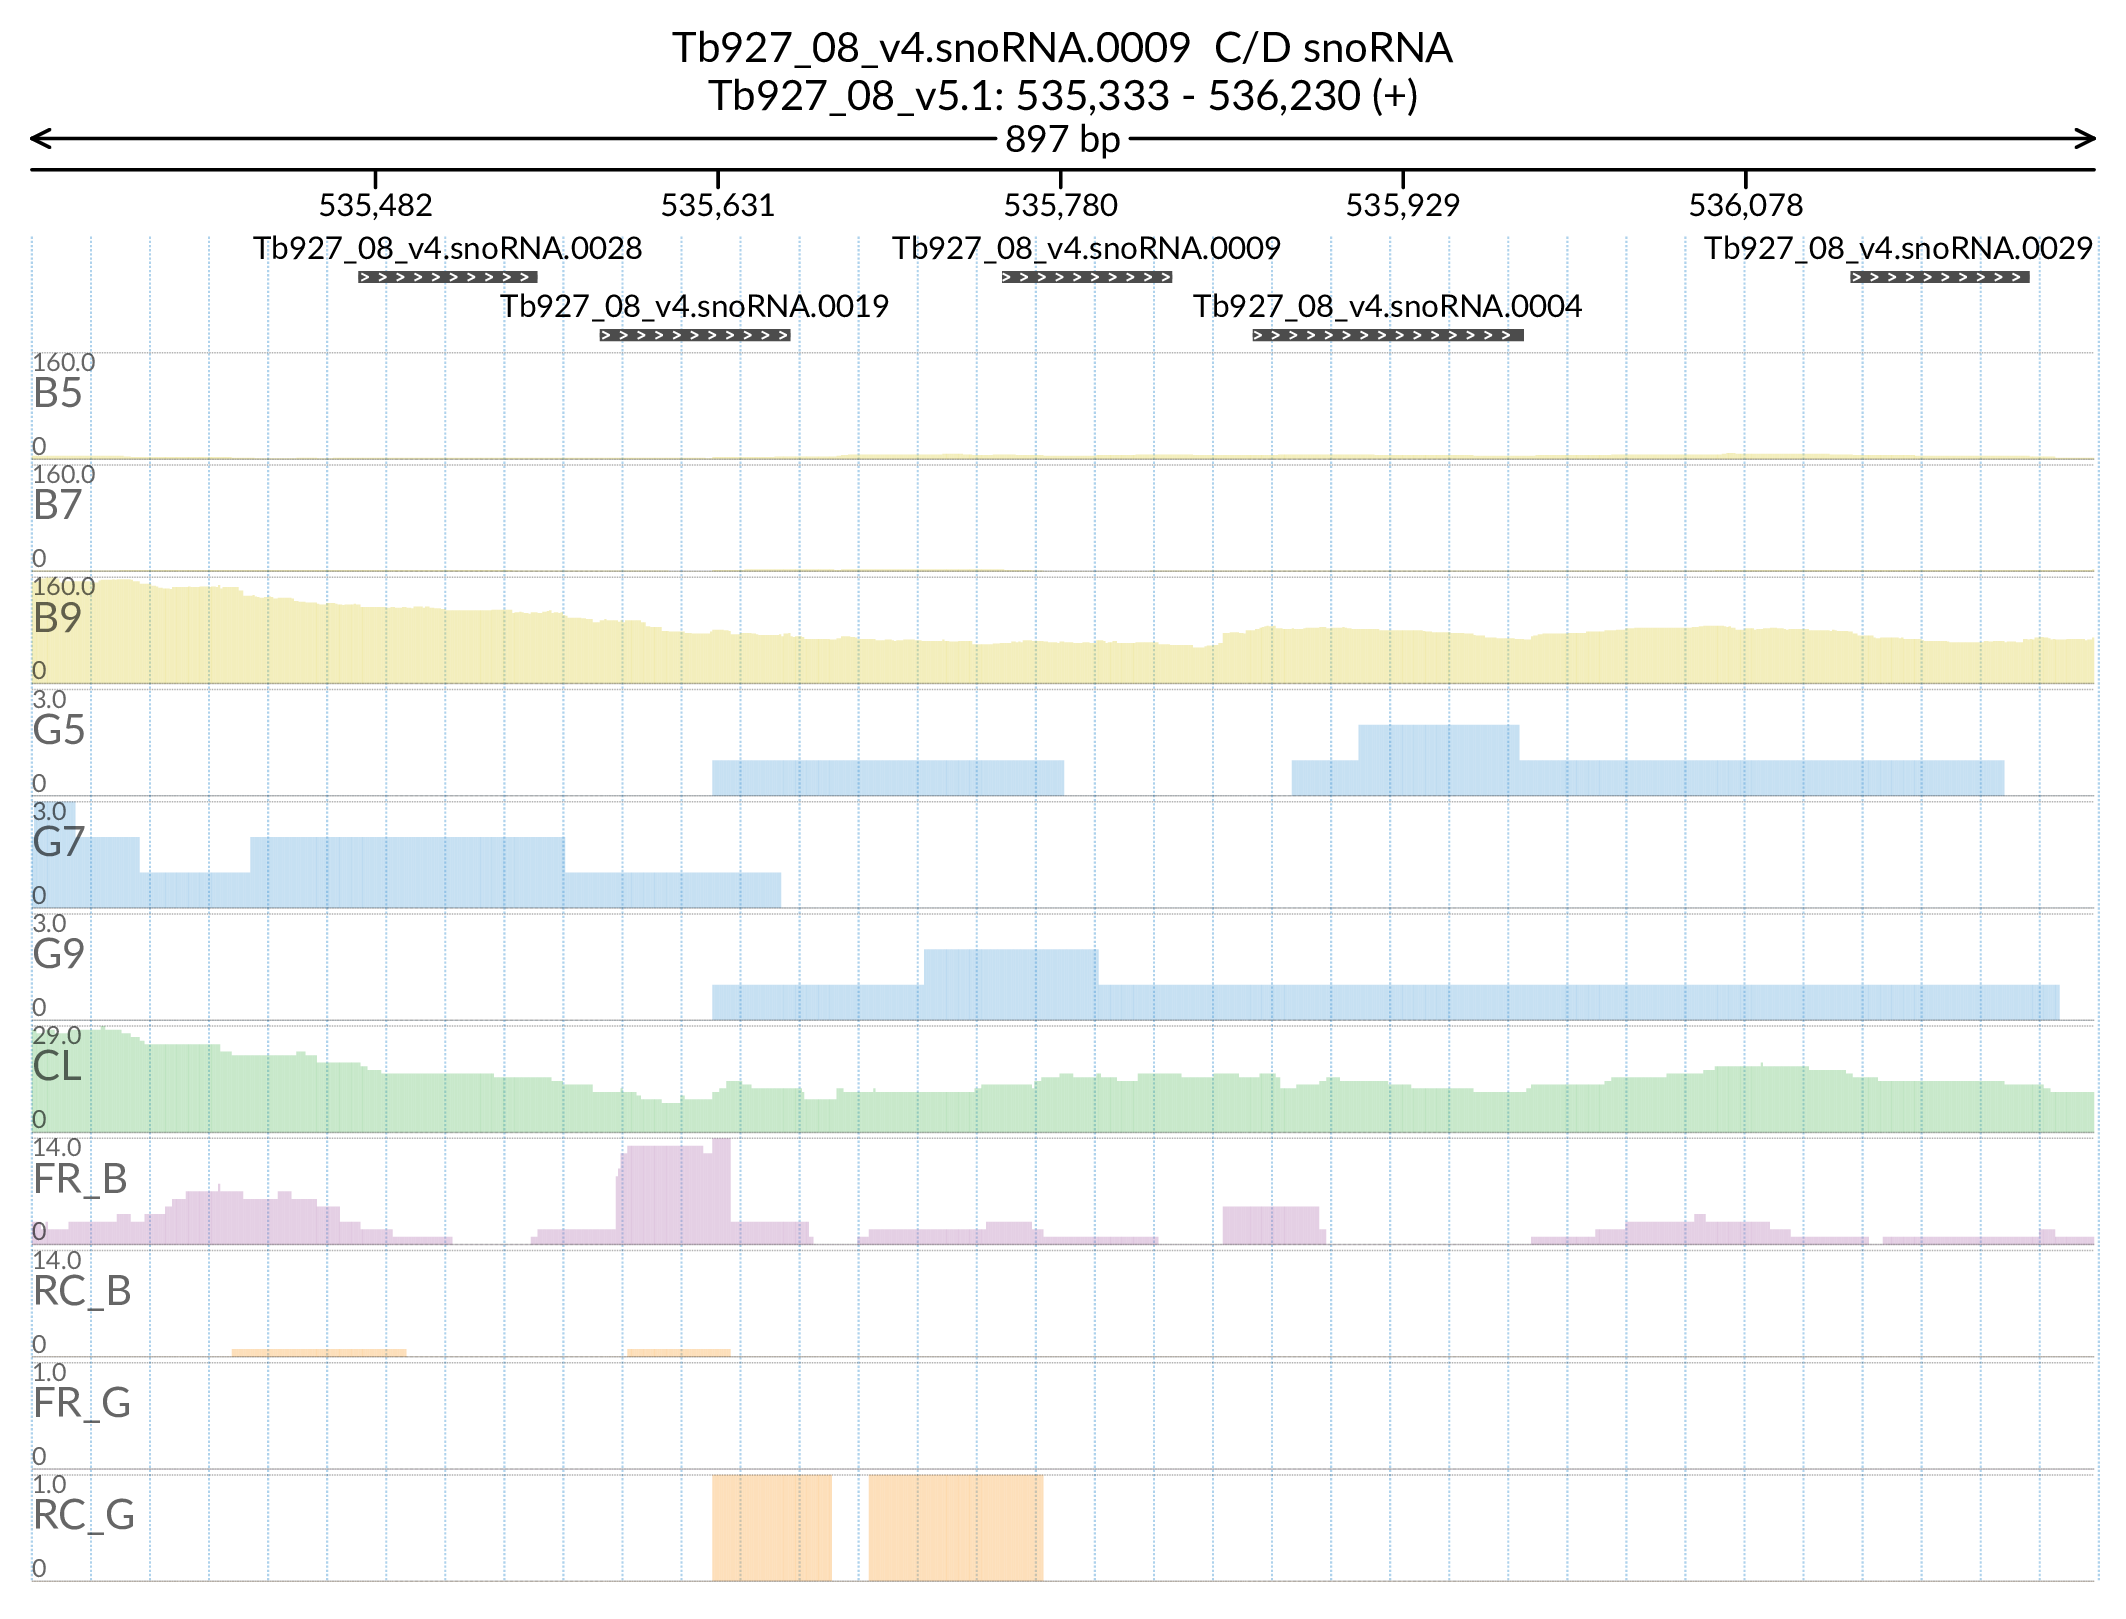 Tb927_08_v4.snoRNA.0009  C/D snoRNA
Tb927_08_v5.1: 535,333 - 536,230 (+)
897 bp
535,482 535,631 535,780 535,929 536,078
Tb927_08_v4.snoRNA.0028 Tb927_08_v4.snoRNA.0009 Tb927_08_v4.snoRNA.0029
Tb927_08_v4.snoRNA.0019 Tb927_08_v4.snoRNA.0004
160.0
B5
0
160.0
B7
0
160.0
B9
0
3.0
G5
0
3.0
G7
0
3.0
G9
0
29.0
CL
0
14.0
FR_B
0
14.0
RC_B
0
1.0
FR_G
0
1.0
RC_G
0